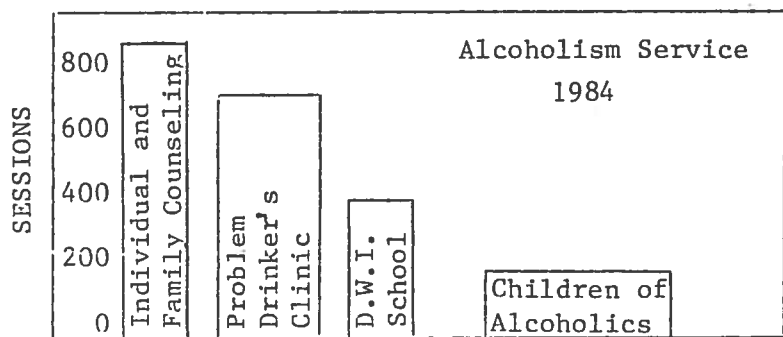 Alcoholism Service
1984
SESSIONS
800
600
400
200
0
Individual and
Family Counseling
Problem
Drinker's
Clinic
D.W.I.
School
Children of
Alcoholics